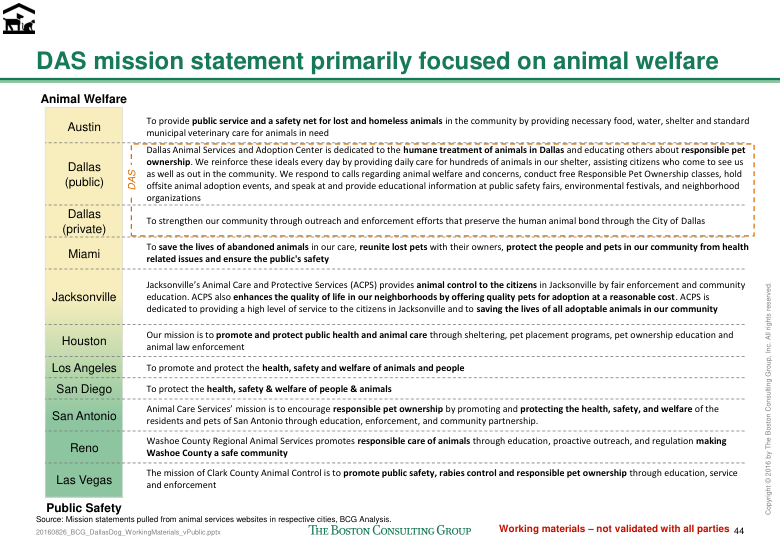 DAS mission statement primarily focused on animal welfare
Animal Welfare
Austin
To provide public service and a safety net for lost and homeless animals in the community by providing necessary food, water, shelter and standard
municipal veterinary care for animals in need
DAS
Dallas
(public)
Dallas Animal Services and Adoption Center is dedicated to the humane treatment of animals in Dallas and educating others about responsible pet
ownership. We reinforce these ideals every day by providing daily care for hundreds of animals in our shelter, assisting citizens who come to see us
as well as out in the community. We respond to calls regarding animal welfare and concerns, conduct free Responsible Pet Ownership classes, hold
offsite animal adoption events, and speak at and provide educational information at public safety fairs, environmental festivals, and neighborhood
organizations
Dallas
(private)
To strengthen our community through outreach and enforcement efforts that preserve the human animal bond through the City of Dallas
Miami
To save the lives of abandoned animals in our care, reunite lost pets with their owners, protect the people and pets in our community from health
related issues and ensure the public's safety
Jacksonville
Jacksonville's Animal Care and Protective Services (ACPS) provides animal control to the citizens in Jacksonville by fair enforcement and community
education. ACPS also enhances the quality of life in our neighborhoods by offering quality pets for adoption at a reasonable cost. ACPS is
dedicated to providing a high level of service to the citizens in Jacksonville and to saving the lives of all adoptable animals in our community
Houston
Our mission is to promote and protect public health and animal care through sheltering, pet placement programs, pet ownership education and
animal law enforcement
Los Angeles
To promote and protect the health, safety and welfare of animals and people
San Diego
To protect the health, safety & welfare of people & animals
San Antonio
Animal Care Services' mission is to encourage responsible pet ownership by promoting and protecting the health, safety, and welfare of the
residents and pets of San Antonio through education, enforcement, and community partnership.
Reno
Washoe County Regional Animal Services promotes responsible care of animals through education, proactive outreach, and regulation making
Washoe County a safe community
Las Vegas
The mission of Clark County Animal Control is to promote public safety, rabies control and responsible pet ownership through education, service
and enforcement
Public Safety
Source: Mission statements pulled from animal services websites in respective cities, BCG Analysis.
20160826_BCG_DallasDog_WorkingMaterials_vPublic.pptx
THE BOSTON CONSULTING GROUP
Working materials – not validated with all parties
44
Copyright © 2016 by The Boston Consulting Group, Inc. All rights reserved.